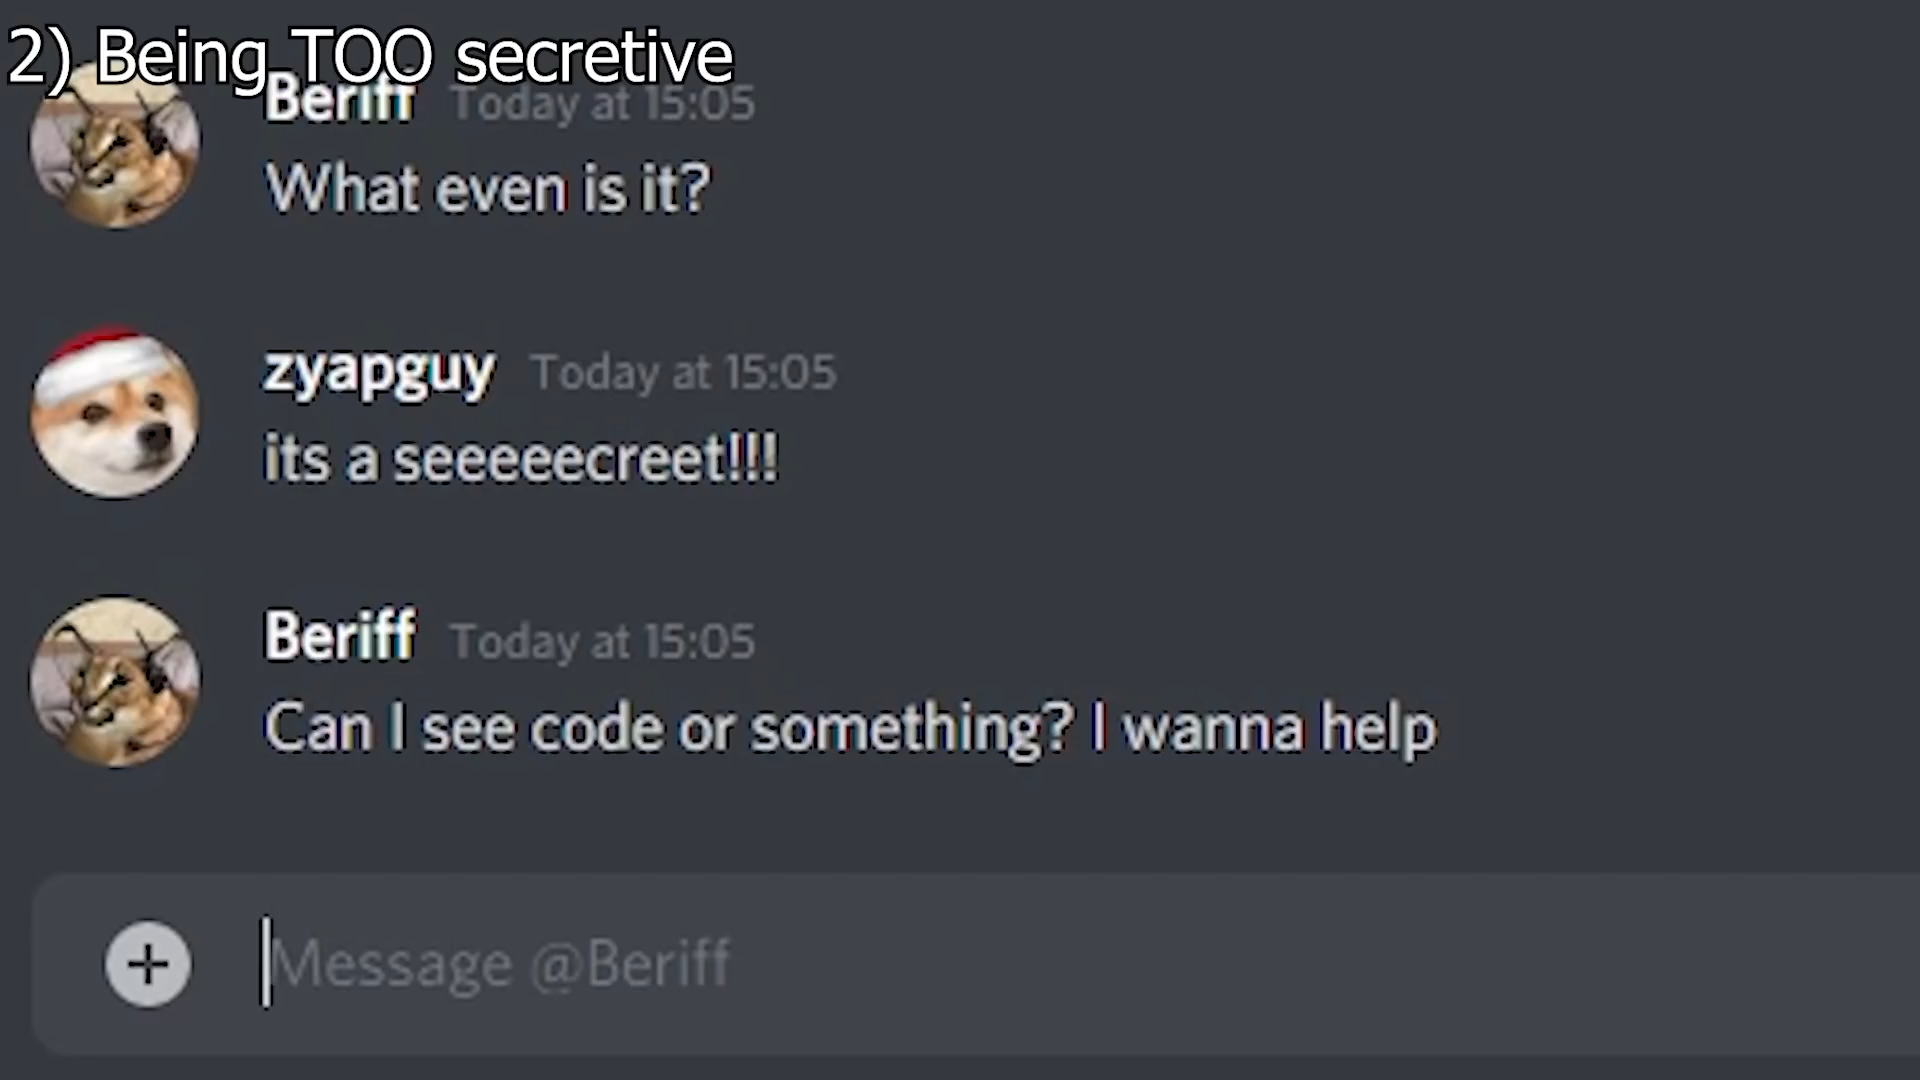 2) Being TOO secretive
Beriff Today at 15:05
What even is it?
zyapguy Today at 15:05
its a seeeeecreet!!!
Beriff Today at 15:05
Can I see code or something? I wanna help
Message @Beriff